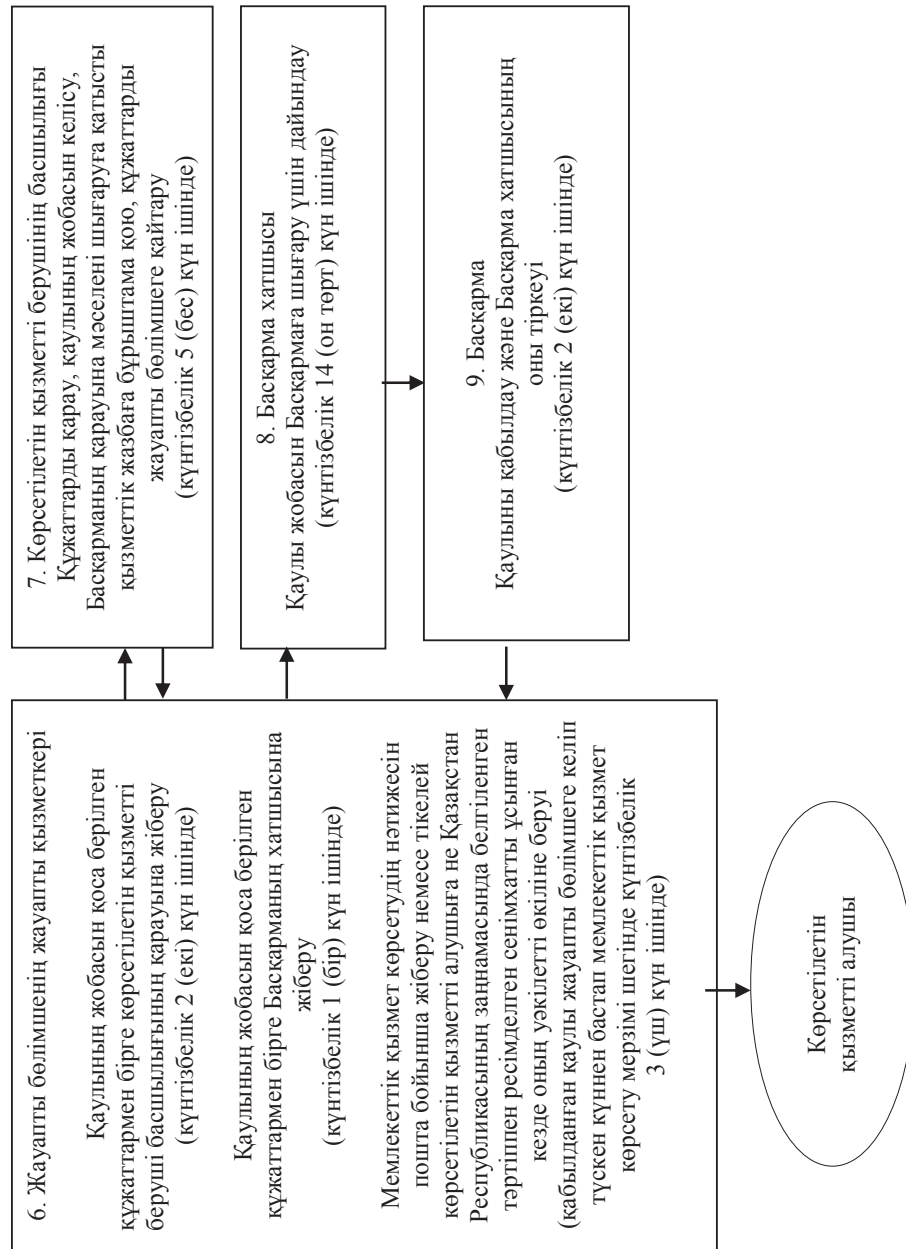 6. Жауапты бөлімшенің жауапты қызметкері
Қаулының жобасын қоса берілген
құжаттармен бірге көрсетілетін қызметті
беруші басшылығының қарауына жіберу
(күнтізбелік 2 (екі) күн ішінде)
Қаулының жобасын қоса берілген
құжаттармен бірге Басқарманың хатшысына
жіберу
(күнтізбелік 1 (бір) күн ішінде)
Мемлекеттік қызмет көрсетудің нәтижесін
пошта бойынша жіберу немесе тікелей
көрсетілетін қызметті алушыға не Қазақстан
Республикасының заңнамасында белгіленген
тәртіппен ресімделген сенімхатты ұсынған
кезде оның уәкілетті өкіліне беруі
(қабылданған қаулы жауапты бөлімшеге келіп
түскен күннен бастап мемлекеттік қызмет
көрсету мерзімі шегінде күнтізбелік
3 (үш) күн ішінде)
7. Көрсетілетін қызметті берушінің басшылығы
Құжаттарды қарау, қаулының жобасын келісу,
Басқарманың қарауына мәселені шығаруға қатысты
қызметтік жазбаға бұрыштама қою, құжаттарды
жауапты бөлімшеге қайтару
(күнтізбелік 5 (бес) күн ішінде)
8. Басқарма хатшысы
Қаулы жобасын Басқармаға шығару үшін дайындау
(күнтізбелік 14 (он төрт) күн ішінде)
9. Басқарма
Қаулыны қабылдау және Басқарма хатшысының
оны тіркеуі
(күнтізбелік 2 (екі) күн ішінде)
Көрсетілетін
қызметті алушы